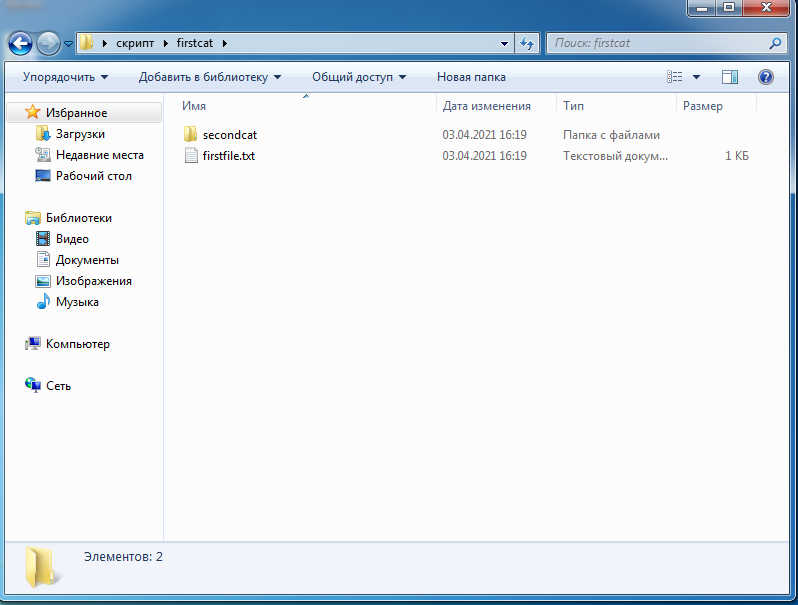 скрипт firstcat
Поиск: firstcat
Упорядочить Добавить в библиотеку Общий доступ Новая папка
Имя Дата изменения Тип Размер
secondcat 03.04.2021 16:19 Папка с файлами
firstfile.txt 03.04.2021 16:19 Текстовый докум... 1 КБ
Избранное
Загрузки
Недавние места
Рабочий стол
Библиотеки
Видео
Документы
Изображения
Музыка
Компьютер
Сеть
Элементов: 2